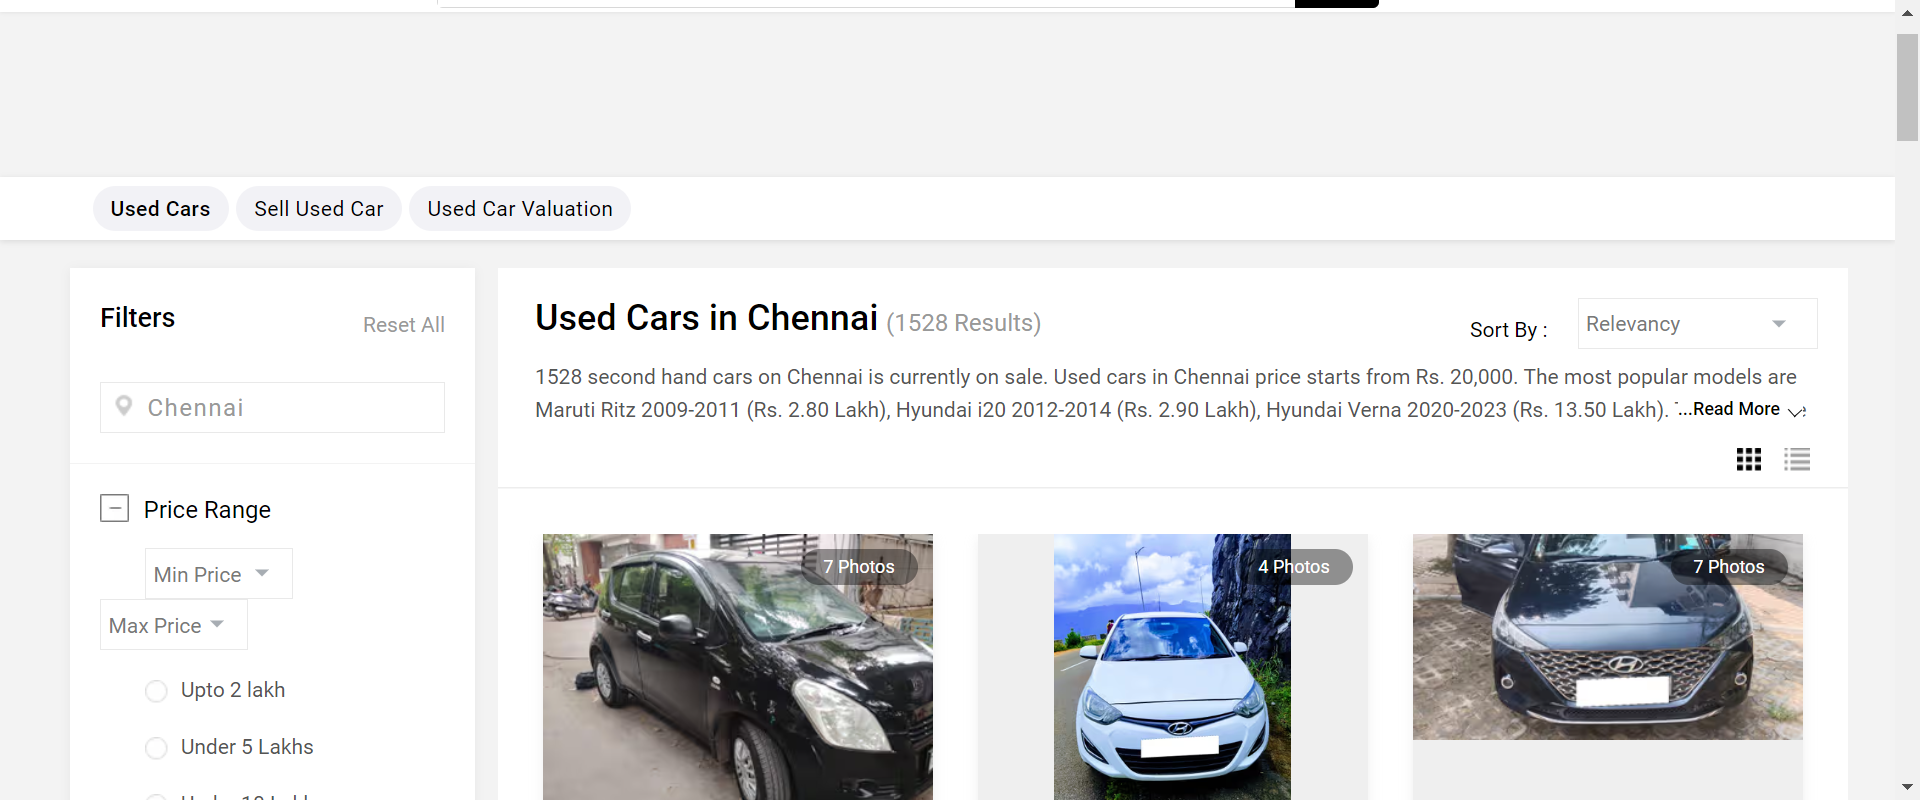 Used Cars
Sell Used Car
Used Car Valuation
Filters
Reset All
Chennai
Price Range
Min Price
Max Price
Upto 2 lakh
Under 5 Lakhs
Used Cars in Chennai (1528 Results)
Sort By :
Relevancy
1528 second hand cars on Chennai is currently on sale. Used cars in Chennai price starts from Rs. 20,000. The most popular models are
Maruti Ritz 2009-2011 (Rs. 2.80 Lakh), Hyundai i20 2012-2014 (Rs. 2.90 Lakh), Hyundai Verna 2020-2023 (Rs. 13.50 Lakh). ...Read More
7 Photos
4 Photos
7 Photos